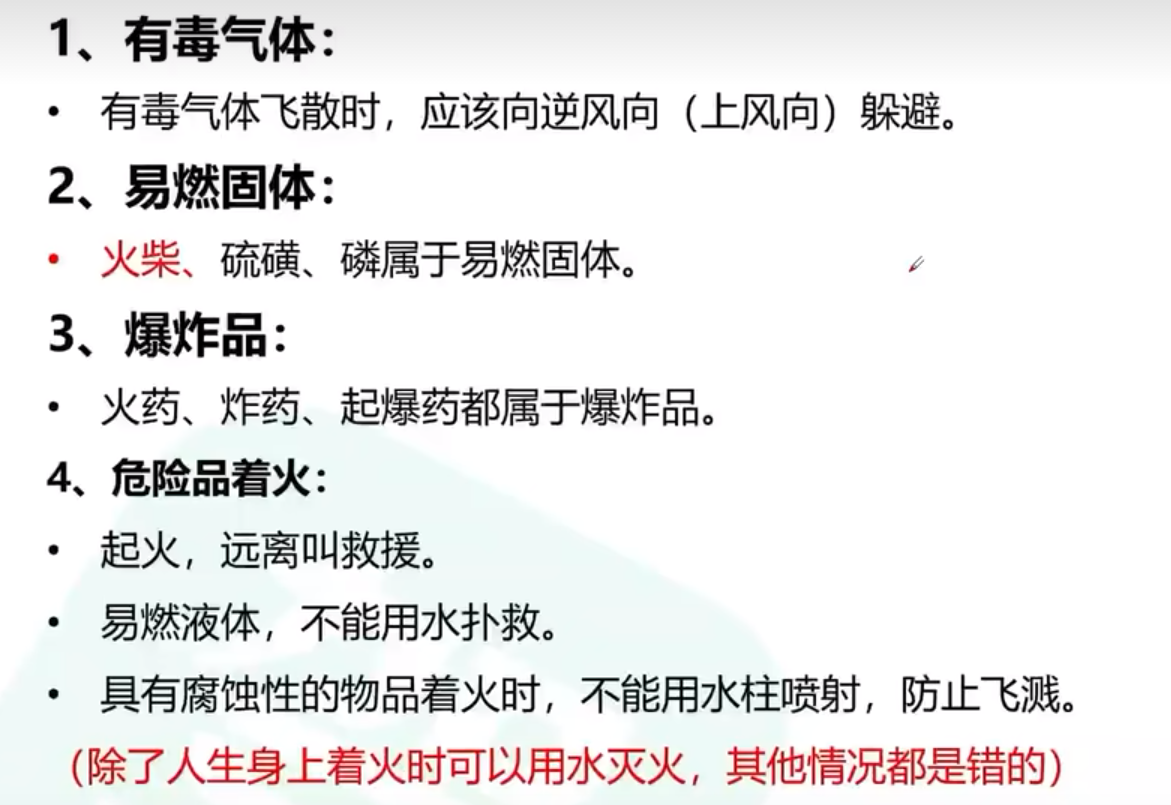 1、有毒气体：
• 有毒气体飞散时，应该向逆风向（上风向）躲避。
2、易燃固体：
• 火柴、硫磺、磷属于易燃固体。
3、爆炸品：
• 火药、炸药、起爆药都属于爆炸品。
4、危险品着火：
• 起火，远离叫救援。
• 易燃液体，不能用水扑救。
• 具有腐蚀性的物品着火时，不能用水柱喷射，防止飞溅。
（除了人生身上着火时可以用水灭火，其他情况都是错的）